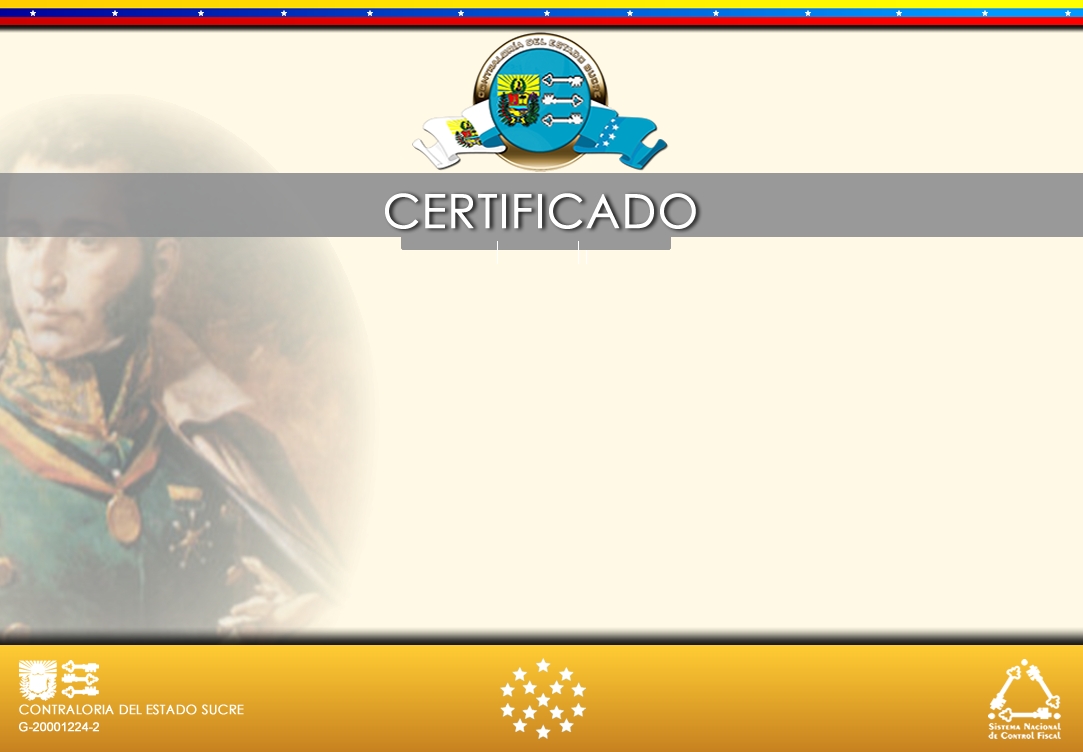 CONTRALORÍA DEL ESTADO SUCRE
CERTIFICADO
CONTRALORIA DEL ESTADO SUCRE
G-20001224-2
SISTEMA NACIONAL
DE CONTROL FISCAL